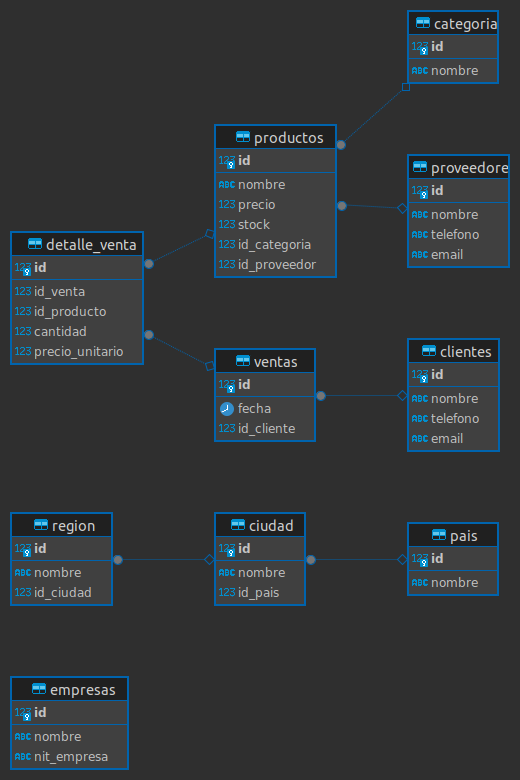 categoria
123 id
ABC nombre
productos
123 id
ABC nombre
123 precio
123 stock
123 id_categoria
123 id_proveedor
proveedore
123 id
ABC nombre
ABC telefono
ABC email
detalle_venta
123 id
123 id_venta
123 id_producto
123 cantidad
123 precio_unitario
ventas
123 id
fecha
123 id_cliente
clientes
123 id
ABC nombre
ABC telefono
ABC email
region
123 id
ABC nombre
123 id_ciudad
ciudad
123 id
ABC nombre
123 id_pais
pais
123 id
ABC nombre
empresas
123 id
ABC nombre
ABC nit_empresa